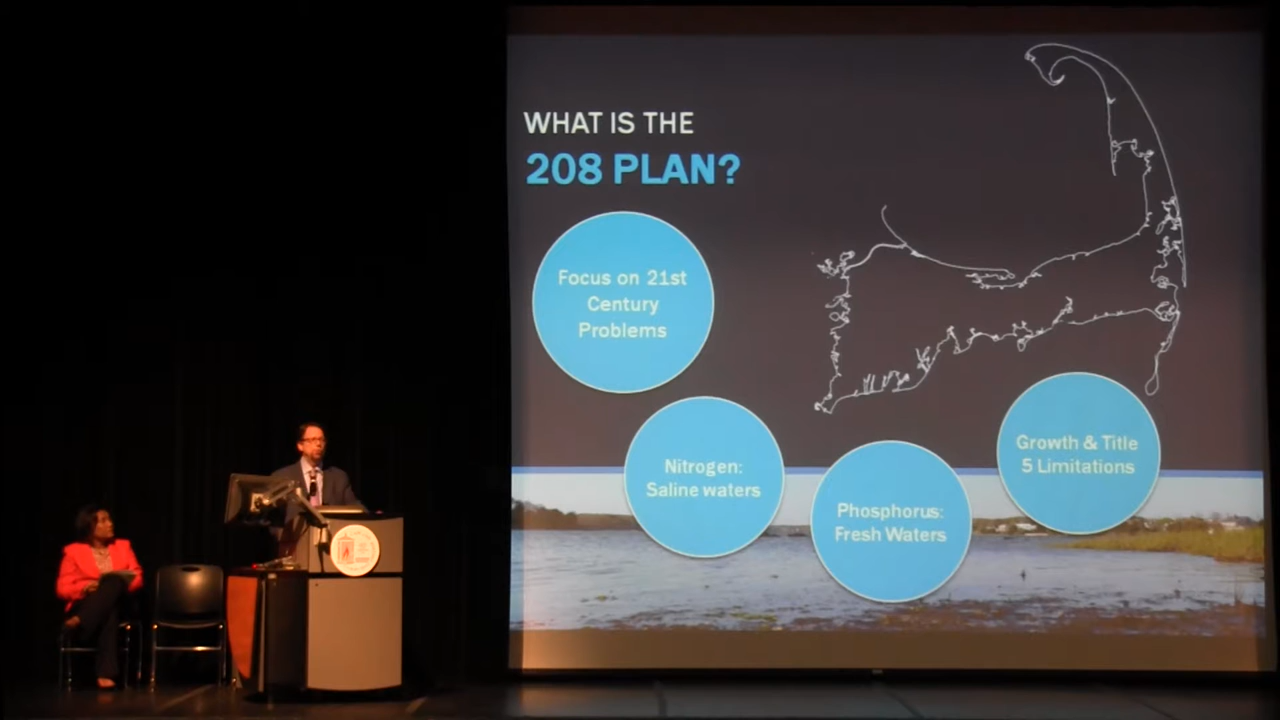 WHAT IS THE
208 PLAN?
Focus on 21st
Century
Problems
Nitrogen:
Saline waters
Phosphorus:
Fresh Waters
Growth & Title
5 Limitations